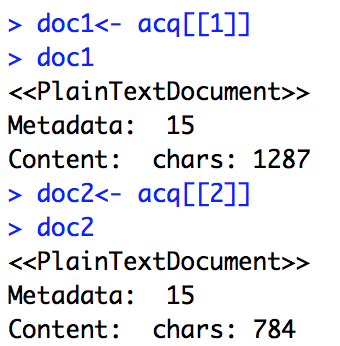 > doc1<- acq[[1]]
> doc1
<<PlainTextDocument>>
Metadata:  15
Content:  chars: 1287
> doc2<- acq[[2]]
> doc2
<<PlainTextDocument>>
Metadata:  15
Content:  chars: 784